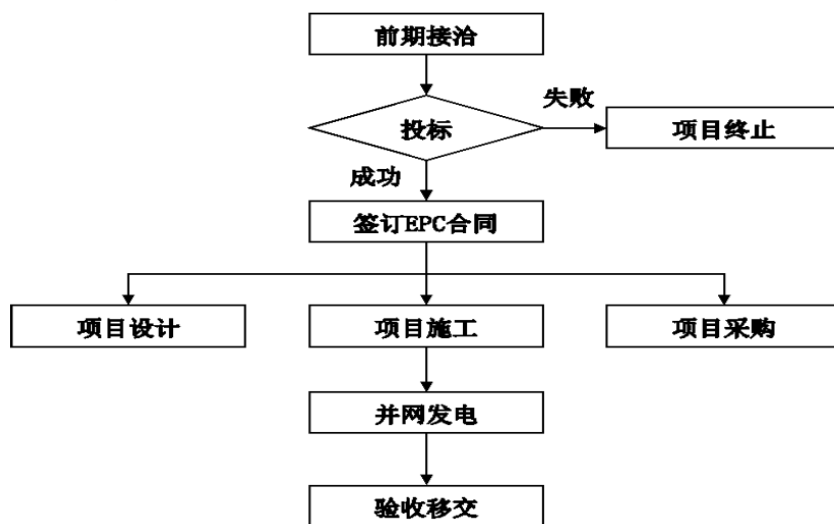 前期接洽
投标
失败
项目终止
成功
签订EPC合同
项目设计
项目施工
项目采购
并网发电
验收移交